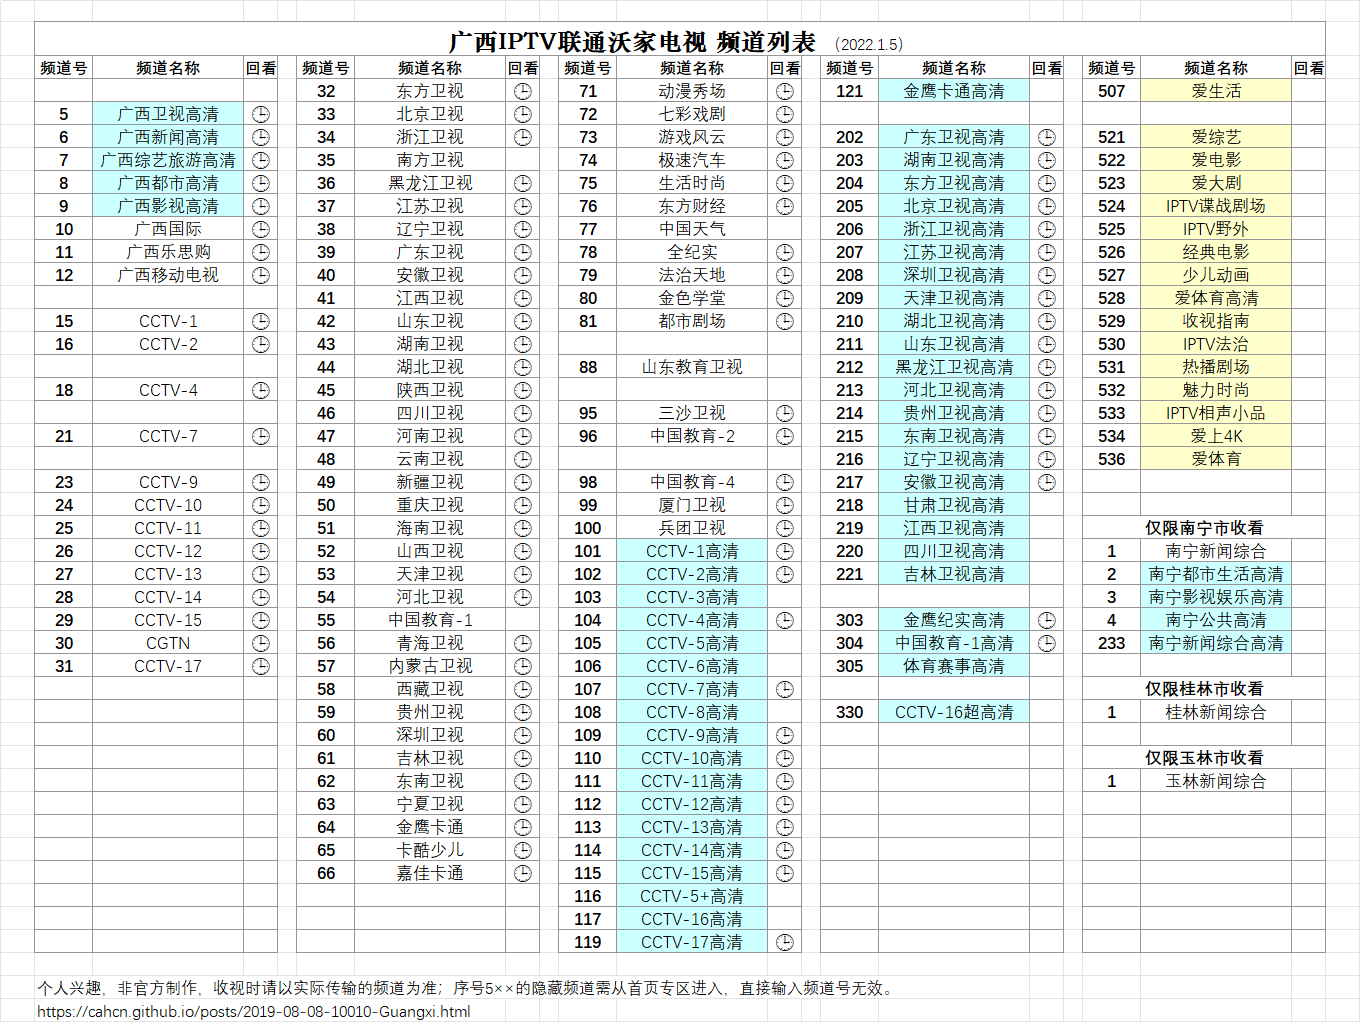 广西IPTV联通沃家电视 频道列表 （2022.1.5）
频道号 频道名称 回看 频道号 频道名称 回看 频道号 频道名称 回看 频道号 频道名称 回看 频道号 频道名称 回看
32 东方卫视 71 动漫秀场 121 金鹰卡通高清 507 爱生活
5 广西卫视高清 33 北京卫视 72 七彩戏剧
6 广西新闻高清 34 浙江卫视 73 游戏风云 202 广东卫视高清 521 爱综艺
7 广西综艺旅游高清 35 南方卫视 74 极速汽车 203 湖南卫视高清 522 爱电影
8 广西都市高清 36 黑龙江卫视 75 生活时尚 204 东方卫视高清 523 爱大剧
9 广西影视高清 37 江苏卫视 76 东方财经 205 北京卫视高清 524 IPTV谍战剧场
10 广西国际 38 辽宁卫视 77 中国天气 206 浙江卫视高清 525 IPTV野外
11 广西乐思购 39 广东卫视 78 全纪实 207 江苏卫视高清 526 经典电影
12 广西移动电视 40 安徽卫视 79 法治天地 208 深圳卫视高清 527 少儿动画
41 江西卫视 80 金色学堂 209 天津卫视高清 528 爱体育高清
15 CCTV-1 42 山东卫视 81 都市剧场 210 湖北卫视高清 529 收视指南
16 CCTV-2 43 湖南卫视 211 山东卫视高清 530 IPTV法治
44 湖北卫视 88 山东教育卫视 212 黑龙江卫视高清 531 热播剧场
18 CCTV-4 45 陕西卫视 213 河北卫视高清 532 魅力时尚
46 四川卫视 95 三沙卫视 214 贵州卫视高清 533 IPTV相声小品
21 CCTV-7 47 河南卫视 96 中国教育-2 215 东南卫视高清 534 爱上4K
48 云南卫视 216 辽宁卫视高清 536 爱体育
23 CCTV-9 49 新疆卫视 98 中国教育-4 217 安徽卫视高清
24 CCTV-10 50 重庆卫视 99 厦门卫视 218 甘肃卫视高清
25 CCTV-11 51 海南卫视 100 兵团卫视 219 江西卫视高清 仅限南宁市收看
26 CCTV-12 52 山西卫视 101 CCTV-1高清 220 四川卫视高清 1 南宁新闻综合
27 CCTV-13 53 天津卫视 102 CCTV-2高清 221 吉林卫视高清 2 南宁都市生活高清
28 CCTV-14 54 河北卫视 103 CCTV-3高清 3 南宁影视娱乐高清
29 CCTV-15 55 中国教育-1 104 CCTV-4高清 303 金鹰纪实高清 4 南宁公共高清
30 CGTN 56 青海卫视 105 CCTV-5高清 304 中国教育-1高清 233 南宁新闻综合高清
31 CCTV-17 57 内蒙古卫视 106 CCTV-6高清 305 体育赛事高清
58 西藏卫视 107 CCTV-7高清 仅限桂林市收看
59 贵州卫视 108 CCTV-8高清 330 CCTV-16超高清 1 桂林新闻综合
60 深圳卫视 109 CCTV-9高清
61 吉林卫视 110 CCTV-10高清 仅限玉林市收看
62 东南卫视 111 CCTV-11高清 1 玉林新闻综合
63 宁夏卫视 112 CCTV-12高清
64 金鹰卡通 113 CCTV-13高清
65 卡酷少儿 114 CCTV-14高清
66 嘉佳卡通 115 CCTV-15高清
116 CCTV-5+高清
117 CCTV-16高清
119 CCTV-17高清
个人兴趣，非官方制作，收视时请以实际传输的频道为准；序号5××的隐藏频道需从首页专区进入，直接输入频道号无效。
https://cahcn.github.io/posts/2019-08-08-10010-Guangxi.html